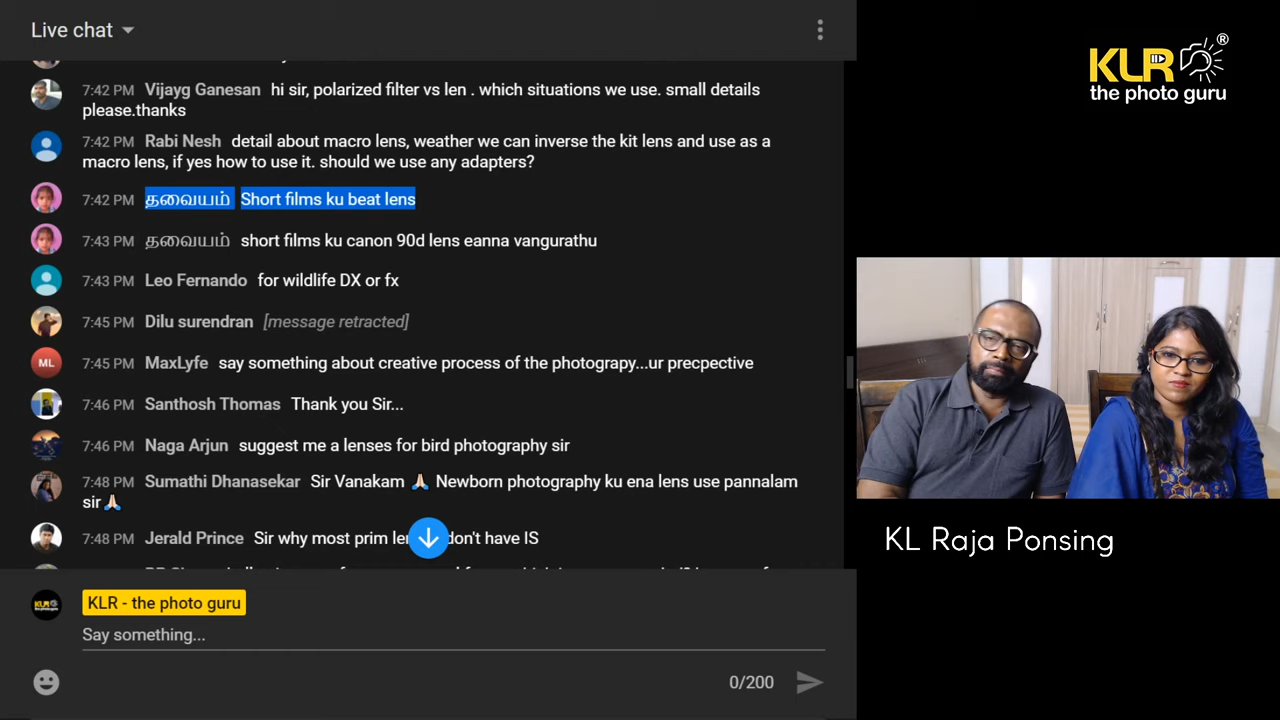 Live chat
KLR
®
the photo guru
7:42 PM Vijayg Ganesan hi sir, polarized filter vs len . which situations we use. small details
please.thanks
7:42 PM Rabi Nesh detail about macro lens, weather we can inverse the kit lens and use as a
macro lens, if yes how to use it. should we use any adapters?
7:42 PM தவையம் Short films ku beat lens
7:43 PM தவையம் short films ku canon 90d lens eanna vangurathu
7:43 PM Leo Fernando for wildlife DX or fx
7:45 PM Dilu surendran [message retracted]
ML 7:45 PM MaxLyfe say something about creative process of the photograpy...ur precpective
7:46 PM Santhosh Thomas Thank you Sir...
7:46 PM Naga Arjun suggest me a lenses for bird photography sir
7:48 PM Sumathi Dhanasekar Sir Vanakam 🙏🏻 Newborn photography ku ena lens use pannalam
sir🙏🏻
7:48 PM Jerald Prince Sir why most prim don't have IS
KL Raja Ponsing
KLR - the photo guru
Say something...
0/200